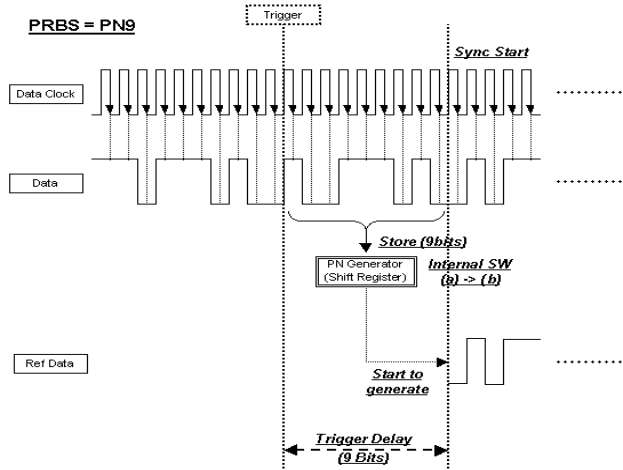 Trigger
PRBS = PN9
Sync Start
Data Clock
Data
Store (9bits)
PN Generator
(Shift Register)
Internal SW
(a) -> (b)
Ref Data
Start to
generate
Trigger Delay
(9 Bits)